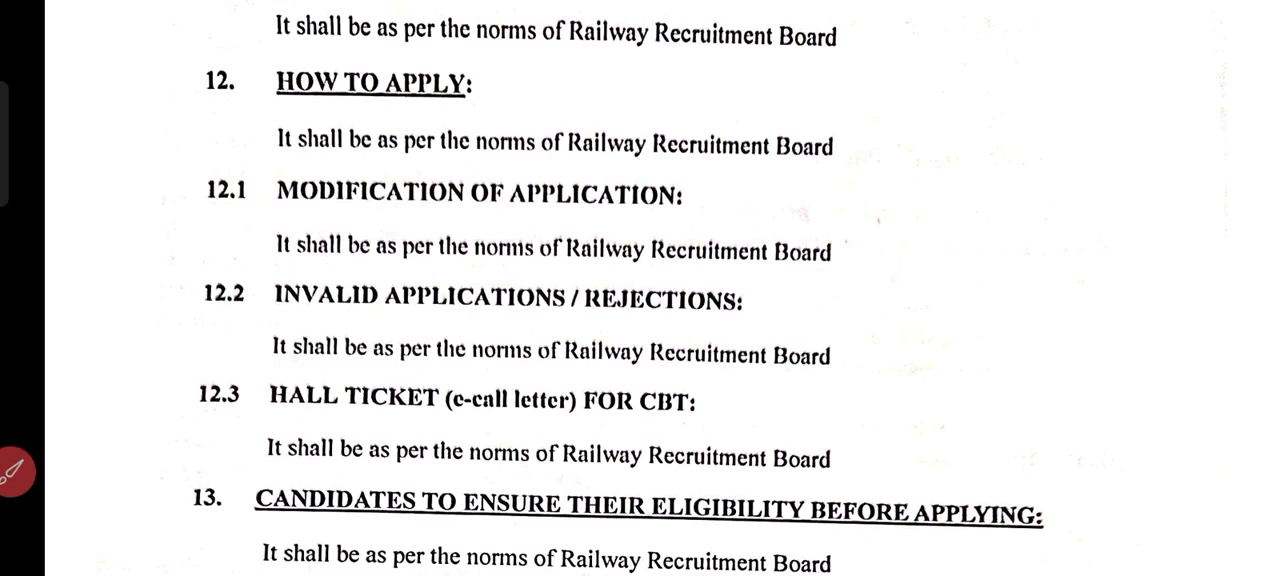 It shall be as per the norms of Railway Recruitment Board
12. HOW TO APPLY:
It shall be as per the norms of Railway Recruitment Board
12.1 MODIFICATION OF APPLICATION:
It shall be as per the norms of Railway Recruitment Board
12.2 INVALID APPLICATIONS / REJECTIONS:
It shall be as per the norms of Railway Recruitment Board
12.3 HALL TICKET (e-call letter) FOR CBT:
It shall be as per the norms of Railway Recruitment Board
13. CANDIDATES TO ENSURE THEIR ELIGIBILITY BEFORE APPLYING:
It shall be as per the norms of Railway Recruitment Board